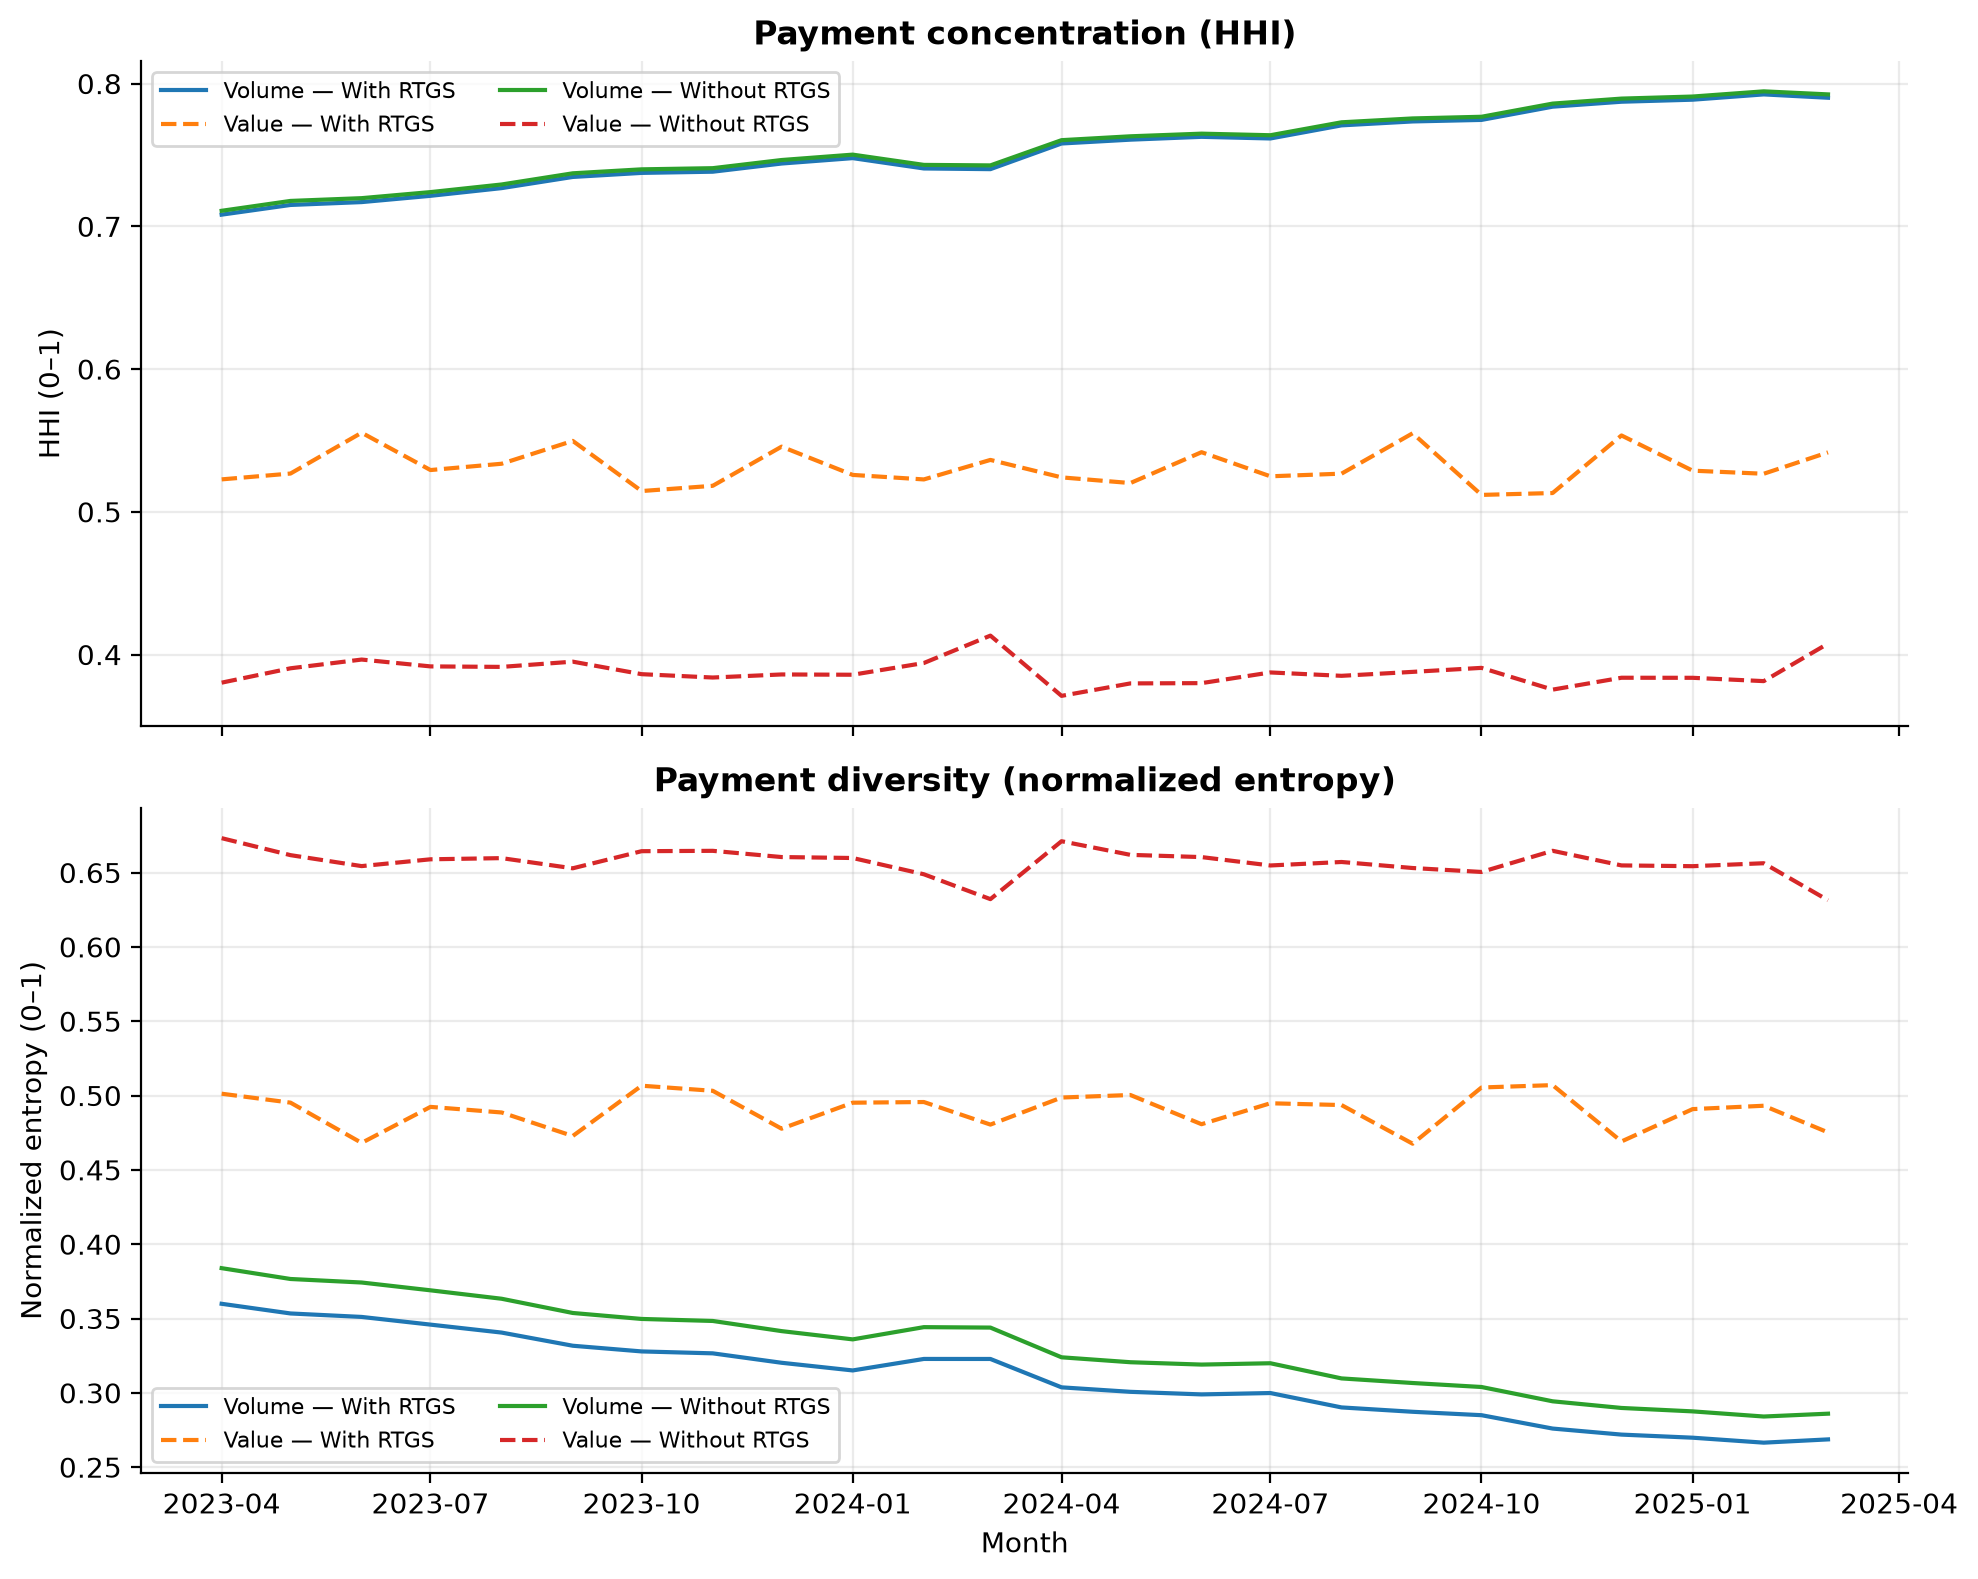 Payment concentration (HHI)
Volume — With RTGS
Value — With RTGS
Volume — Without RTGS
Value — Without RTGS
HHI (0–1)
0.8
0.7
0.6
0.5
0.4
Payment diversity (normalized entropy)
Normalized entropy (0–1)
0.65
0.60
0.55
0.50
0.45
0.40
0.35
0.30
0.25
Volume — With RTGS
Value — With RTGS
Volume — Without RTGS
Value — Without RTGS
2023-04 2023-07 2023-10 2024-01 2024-04 2024-07 2024-10 2025-01 2025-04
Month